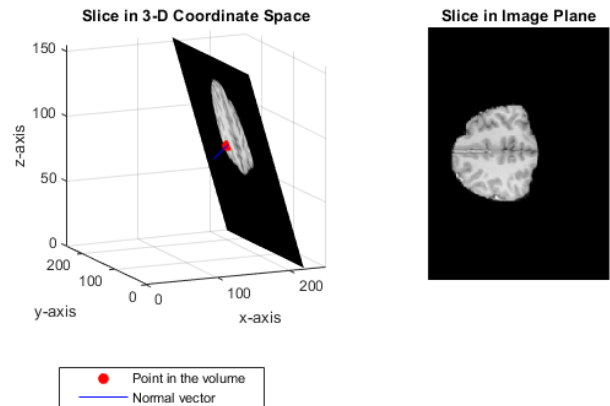 Slice in 3-D Coordinate Space
Slice in Image Plane
150
100
50
0
z-axis
200
100
0
y-axis
0
100
200
x-axis
Point in the volume
Normal vector